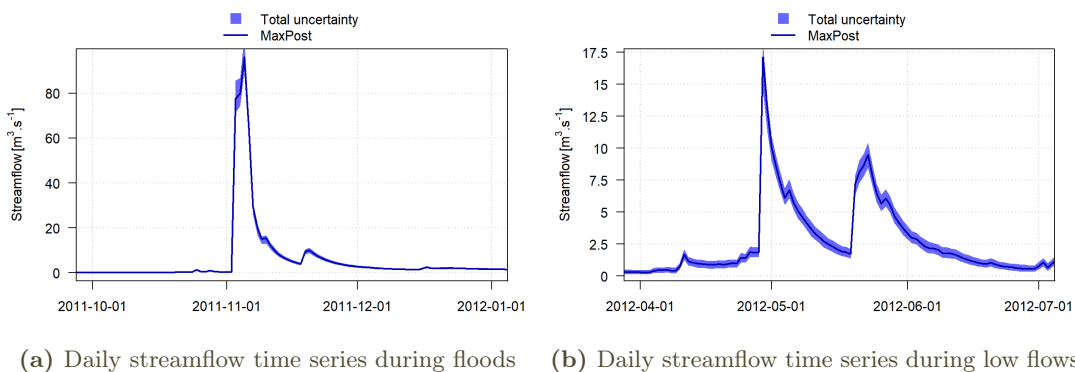 Total uncertainty
MaxPost
Streamflow [m³.s⁻¹]
80
60
40
20
0
2011-10-01 2011-11-01 2011-12-01 2012-01-01
(a) Daily streamflow time series during floods
Total uncertainty
MaxPost
Streamflow [m³.s⁻¹]
17.5
15
12.5
10
7.5
5
2.5
0
2012-04-01 2012-05-01 2012-06-01 2012-07-01
(b) Daily streamflow time series during low flows